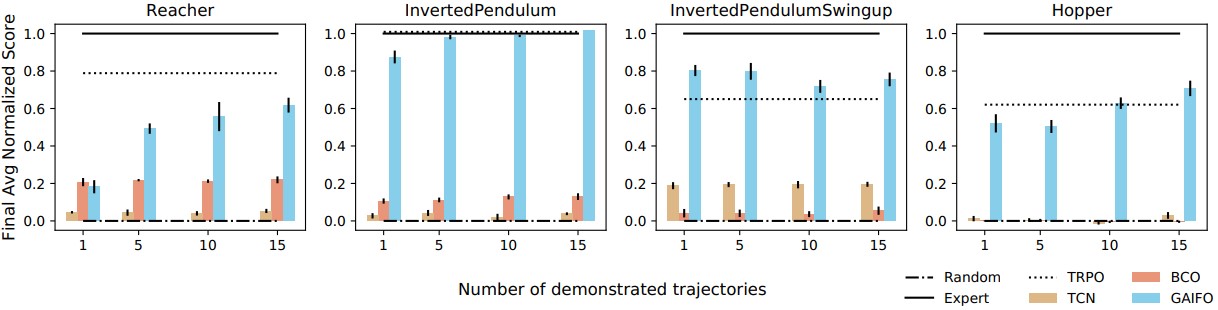 Reacher
InvertedPendulum
InvertedPendulumSwingup
Hopper
Final Avg Normalized Score
1.0
0.8
0.6
0.4
0.2
0.0
1 5 10 15
1.0
0.8
0.6
0.4
0.2
0.0
1 5 10 15
1.0
0.8
0.6
0.4
0.2
0.0
1 5 10 15
1.0
0.8
0.6
0.4
0.2
0.0
1 5 10 15
Number of demonstrated trajectories
Random
Expert
TRPO
TCN
BCO
GAIFO